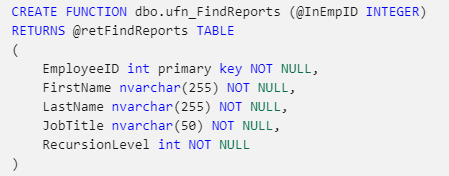 CREATE FUNCTION dbo.ufn_FindReports (@InEmpID INTEGER)
RETURNS @retFindReports TABLE
(
    EmployeeID int primary key NOT NULL,
    FirstName nvarchar(255) NOT NULL,
    LastName nvarchar(255) NOT NULL,
    JobTitle nvarchar(50) NOT NULL,
    RecursionLevel int NOT NULL
)